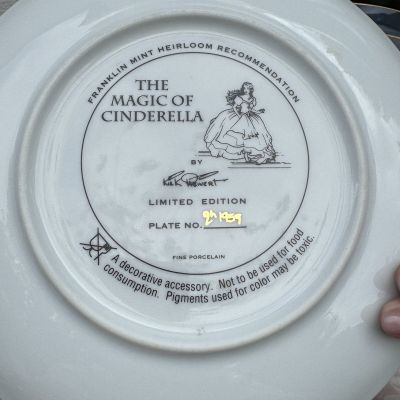 FRANKLIN MINT HEIRLOOM RECOMMENDATION
THE
MAGIC OF
CINDERELLA
BY
LIMITED EDITION
PLATE NO.
FINE PORCELAIN
A decorative accessory. Not to be used for food
consumption. Pigments used for color may be toxic.